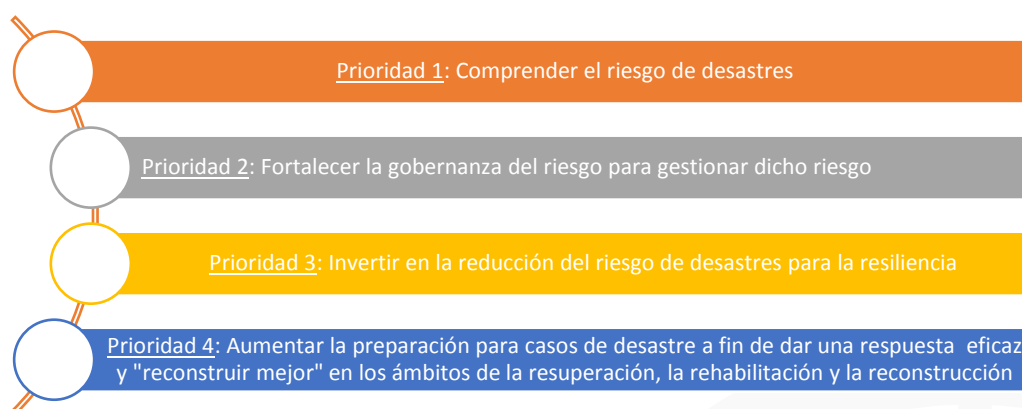 Prioridad 1: Comprender el riesgo de desastres
Prioridad 2: Fortalecer la gobernanza del riesgo para gestionar dicho riesgo
Prioridad 3: Invertir en la reducción del riesgo de desastres para la resiliencia
Prioridad 4: Aumentar la preparación para casos de desastre a fin de dar una respuesta eficaz
y "reconstruir mejor" en los ámbitos de la resuperación, la rehabilitación y la reconstrucción